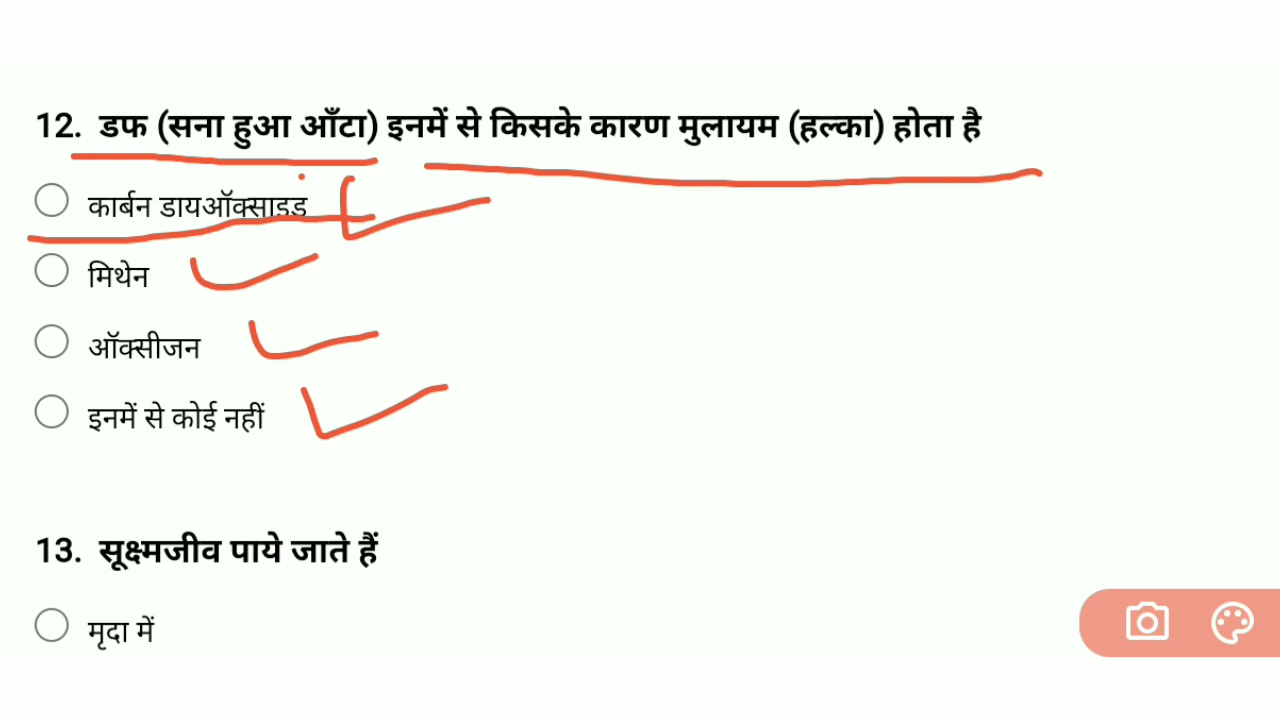 12. डफ (सना हुआ आँटा) इनमें से किसके कारण मुलायम (हल्का) होता है
कार्बन डायऑक्साइड
मिथेन
ऑक्सीजन
इनमें से कोई नहीं
13. सूक्ष्मजीव पाये जाते हैं
मृदा में